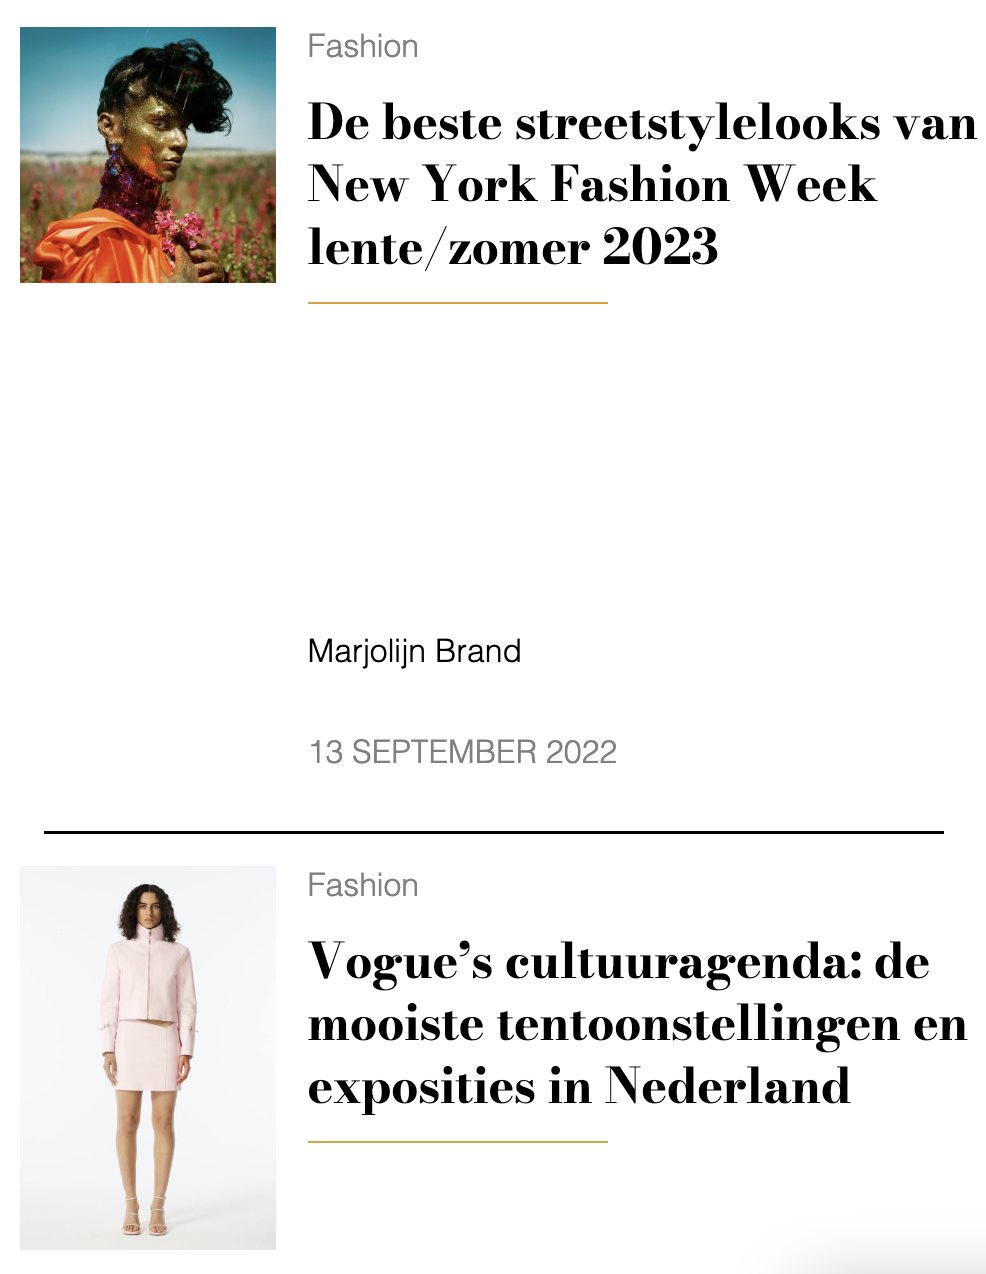 Fashion
De beste streetstylelooks van
New York Fashion Week
lente/zomer 2023
Marjolijn Brand
13 SEPTEMBER 2022
Fashion
Vogue’s cultuuragenda: de
mooiste tentoonstellingen en
exposities in Nederland